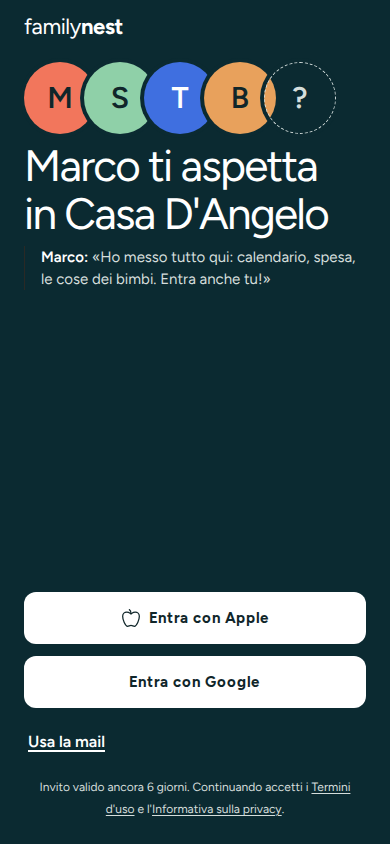 familynest
M S T B ?
Marco ti aspetta
in Casa D'Angelo
Marco: «Ho messo tutto qui: calendario, spesa,
le cose dei bimbi. Entra anche tu!»
Entra con Apple
Entra con Google
Usa la mail
Invito valido ancora 6 giorni. Continuando accetti i Termini
d'uso e l'Informativa sulla privacy.